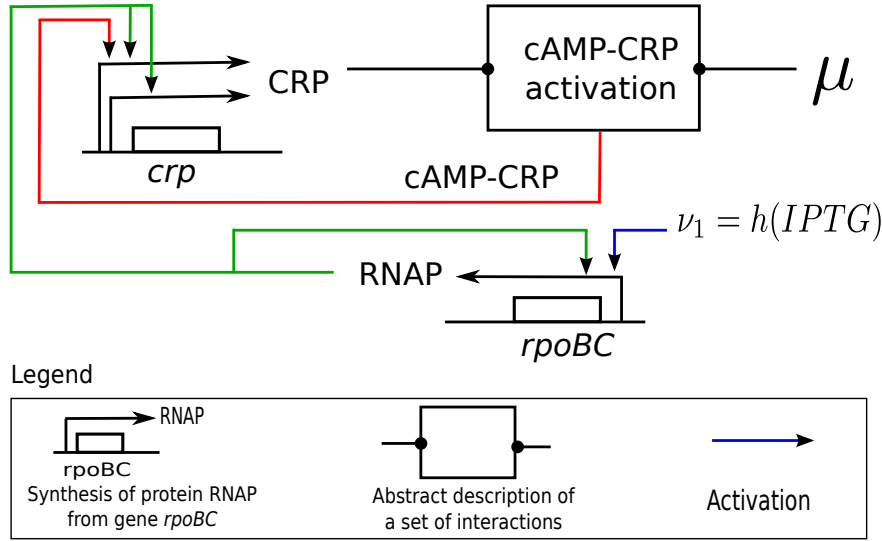 CRP
cAMP-CRP
activation
μ
crp
cAMP-CRP
ν₁ = h(IPTG)
RNAP
rpoBC
Legend
RNAP
rpoBC
Synthesis of protein RNAP
from gene rpoBC
Abstract description of
a set of interactions
Activation